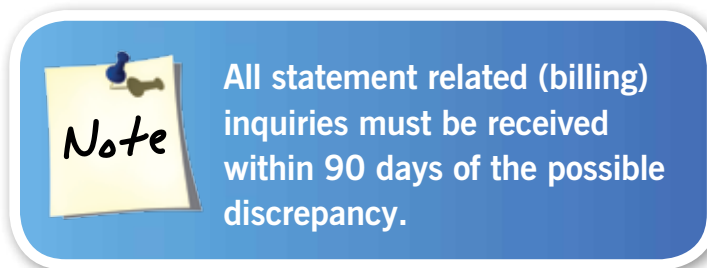 Note
All statement related (billing)
inquiries must be received
within 90 days of the possible
discrepancy.